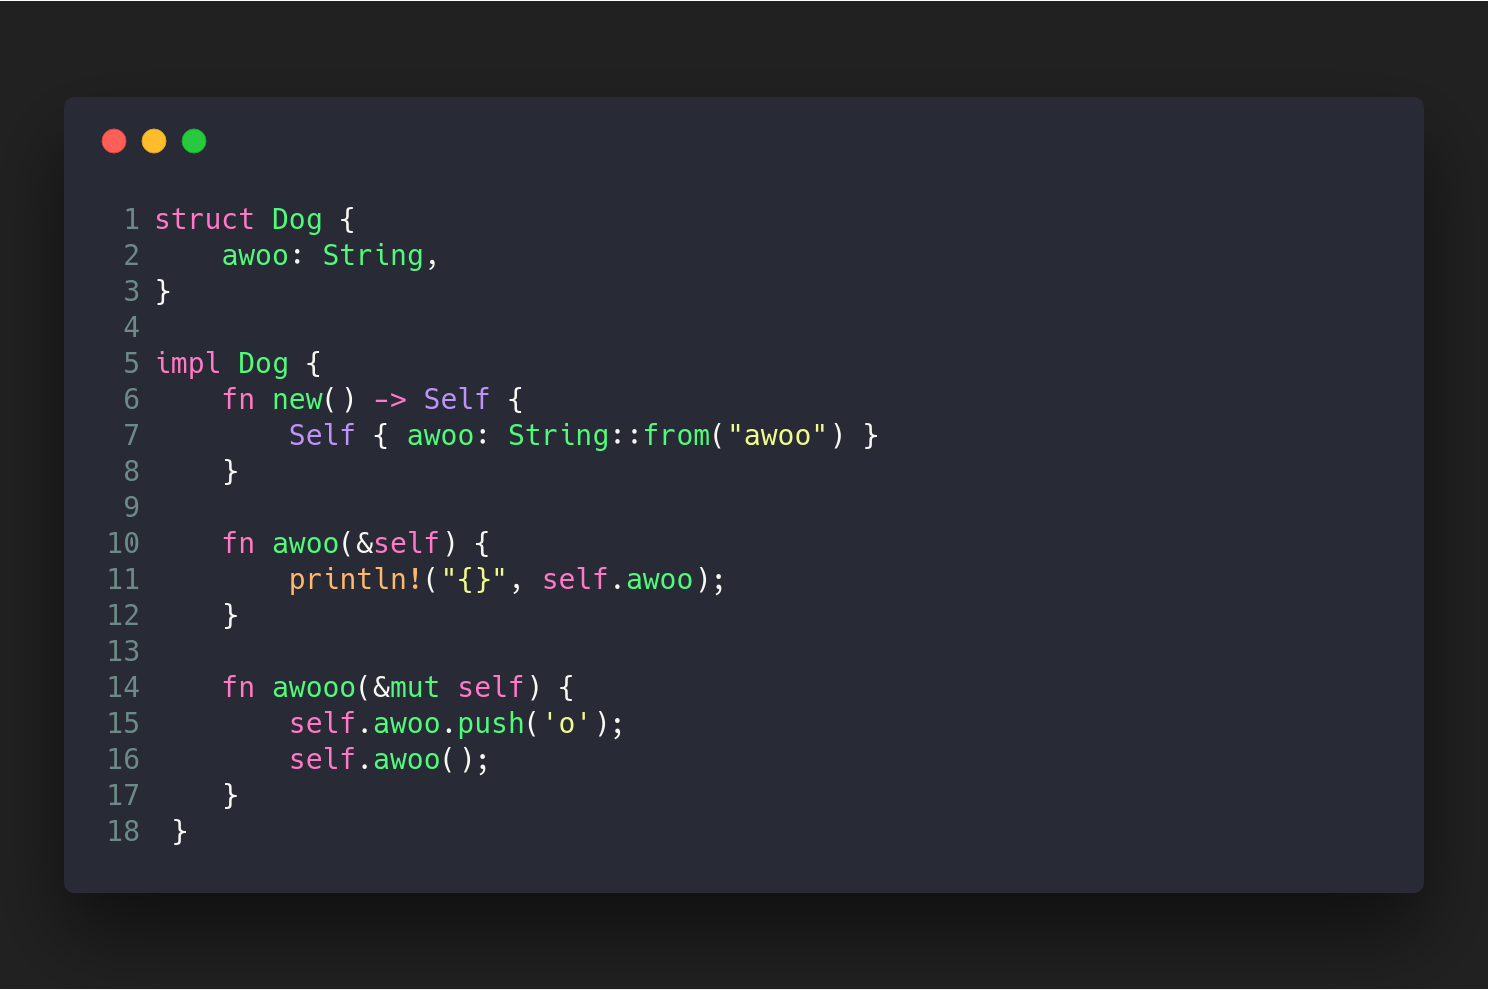 1 struct Dog {
2     awoo: String,
3 }
4
5 impl Dog {
6     fn new() -> Self {
7         Self { awoo: String::from("awoo") }
8     }
9
10     fn awoo(&self) {
11         println!("{}", self.awoo);
12     }
13
14     fn awooo(&mut self) {
15         self.awoo.push('o');
16         self.awoo();
17     }
18  }